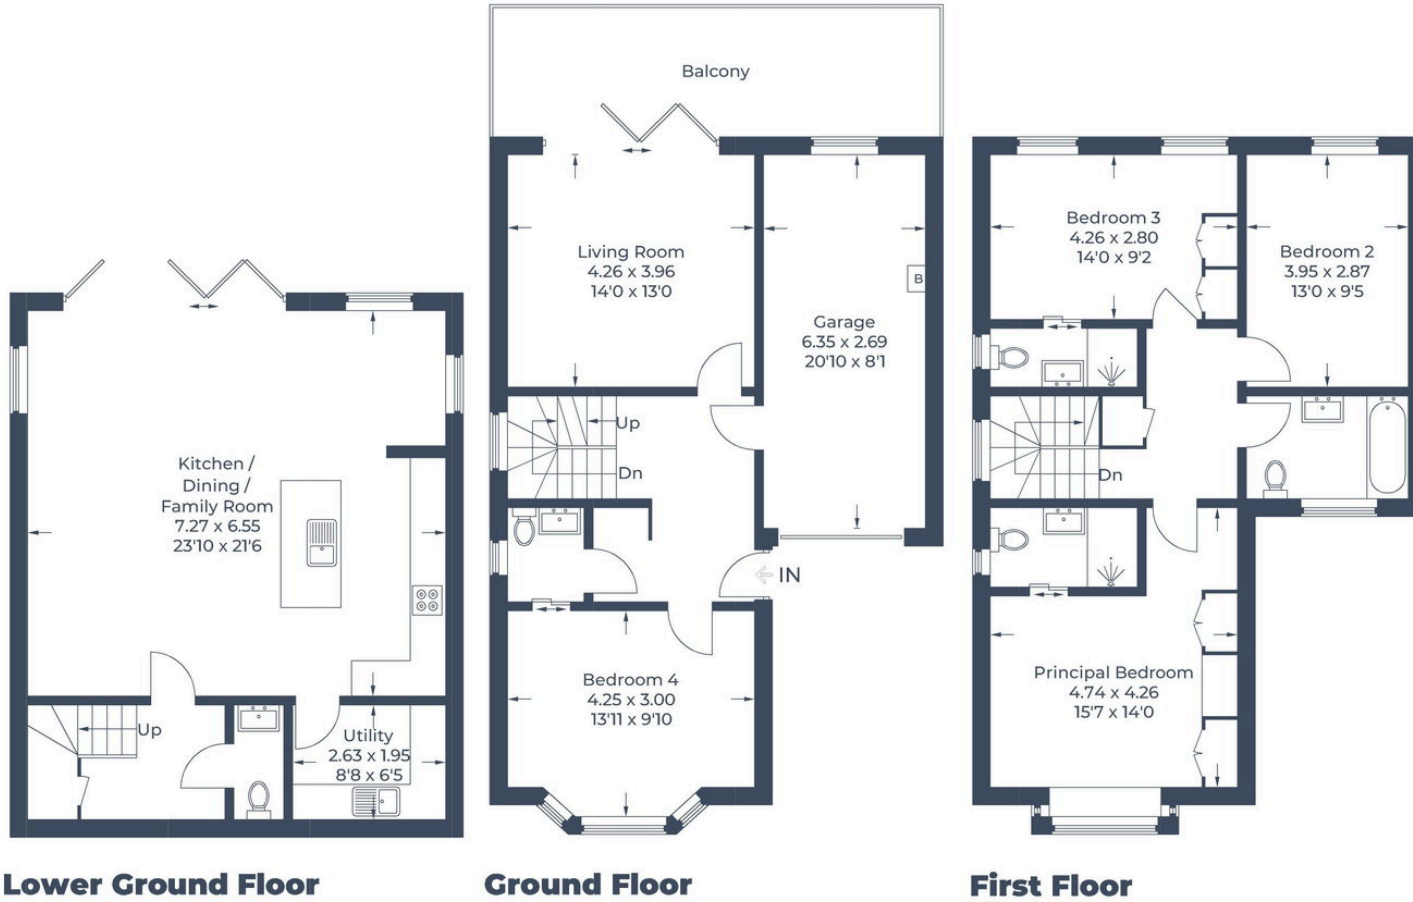 Kitchen /
Dining /
Family Room
7.27 x 6.55
23'10 x 21'6
Up
Utility
2.63 x 1.95
8'8 x 6'5
Lower Ground Floor
Balcony
Living Room
4.26 x 3.96
14'0 x 13'0
Garage
6.35 x 2.69
20'10 x 8'1
B
Up
Dn
IN
Bedroom 4
4.25 x 3.00
13'11 x 9'10
Ground Floor
Bedroom 3
4.26 x 2.80
14'0 x 9'2
Bedroom 2
3.95 x 2.87
13'0 x 9'5
Dn
Principal Bedroom
4.74 x 4.26
15'7 x 14'0
First Floor